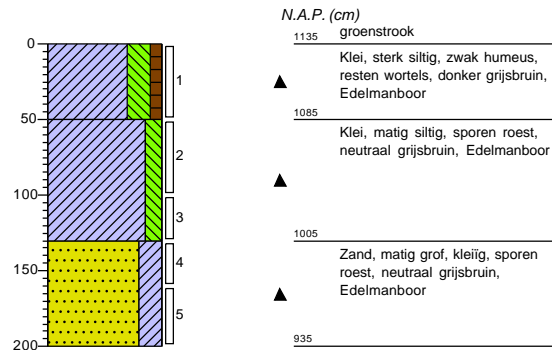 N.A.P. (cm)
0
1135
groenstrook
Klei, sterk siltig, zwak humeus,
resten wortels, donker grijsbruin,
Edelmanboor
1
50
1085
Klei, matig siltig, sporen roest,
neutraal grijsbruin, Edelmanboor
2
100
3
1005
Zand, matig grof, kleiïg, sporen
roest, neutraal grijsbruin,
Edelmanboor
4
150
5
200
935